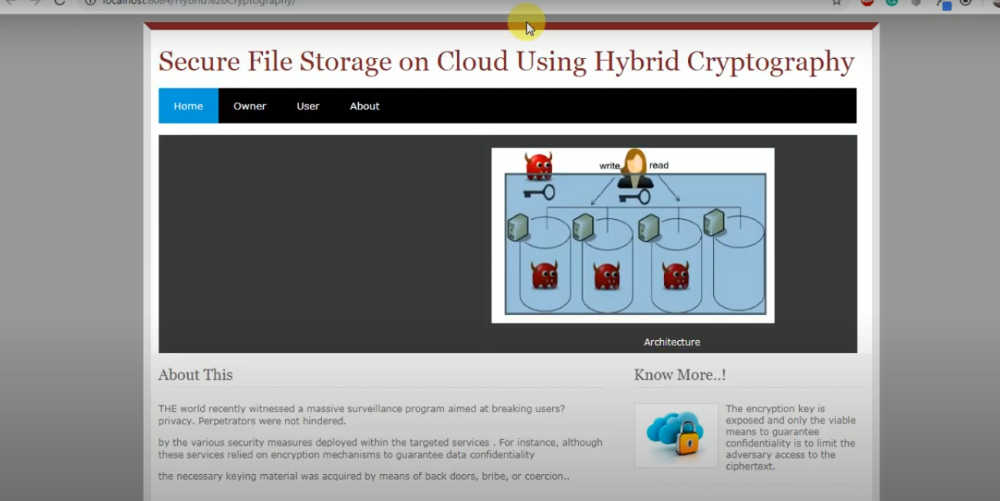 localhost:8084/Hybrid%20Cryptography/
Secure File Storage on Cloud Using Hybrid Cryptography
Home Owner User About
write read
Architecture
About This
THE world recently witnessed a massive surveillance program aimed at breaking users?
privacy. Perpetrators were not hindered.
by the various security measures deployed within the targeted services . For instance, although
these services relied on encryption mechanisms to guarantee data confidentiality
the necessary keying material was acquired by means of back doors, bribe, or coercion..
Know More..!
The encryption key is
exposed and only the viable
means to guarantee
confidentiality is to limit the
adversary access to the
ciphertext.